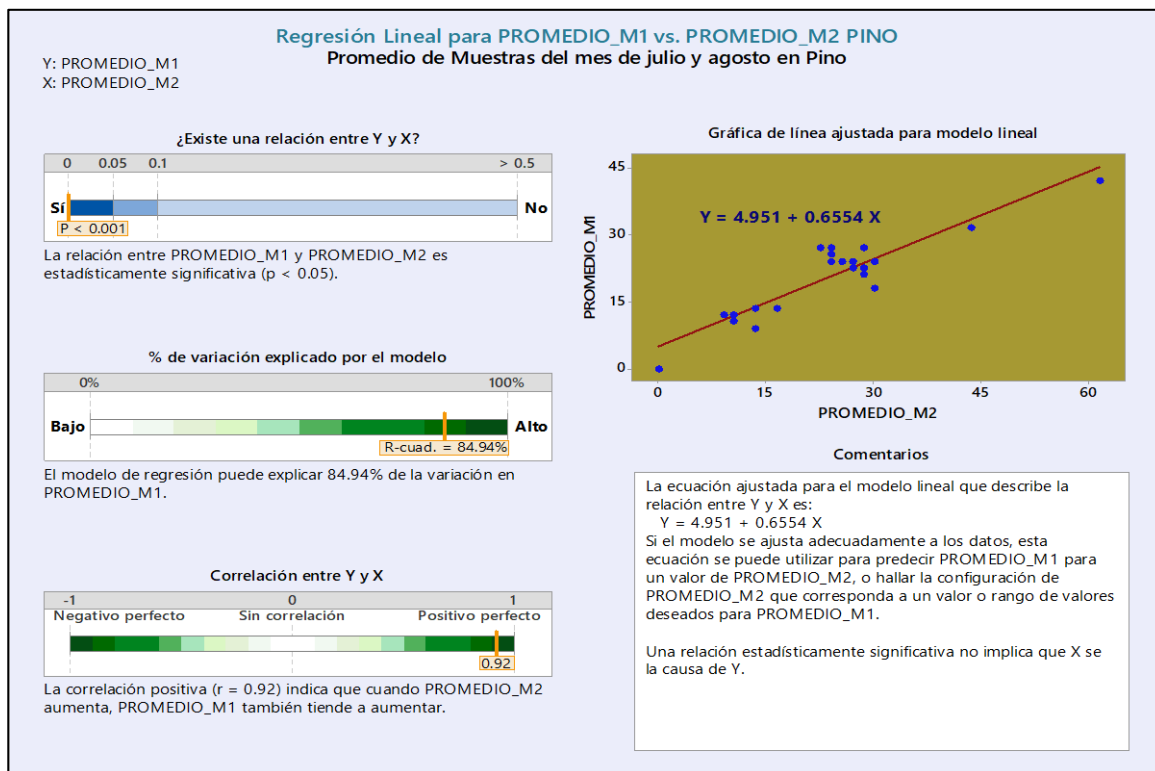 Regresión Lineal para PROMEDIO_M1 vs. PROMEDIO_M2 PINO
Promedio de Muestras del mes de julio y agosto en Pino
Y: PROMEDIO_M1
X: PROMEDIO_M2
¿Existe una relación entre Y y X?
0 0.05 0.1 > 0.5
Sí No
P < 0.001
La relación entre PROMEDIO_M1 y PROMEDIO_M2 es
estadísticamente significativa (p < 0.05).
% de variación explicado por el modelo
0% 100%
Bajo Alto
R-cuad. = 84.94%
El modelo de regresión puede explicar 84.94% de la variación en
PROMEDIO_M1.
Correlación entre Y y X
-1 0 1
Negativo perfecto Sin correlación Positivo perfecto
0.92
La correlación positiva (r = 0.92) indica que cuando PROMEDIO_M2
aumenta, PROMEDIO_M1 también tiende a aumentar.
Gráfica de línea ajustada para modelo lineal
45
30
15
0
PROMEDIO_M1
Y = 4.951 + 0.6554 X
0 15 30 45 60
PROMEDIO_M2
Comentarios
La ecuación ajustada para el modelo lineal que describe la
relación entre Y y X es:
Y = 4.951 + 0.6554 X
Si el modelo se ajusta adecuadamente a los datos, esta
ecuación se puede utilizar para predecir PROMEDIO_M1 para
un valor de PROMEDIO_M2, o hallar la configuración de
PROMEDIO_M2 que corresponda a un valor o rango de valores
deseados para PROMEDIO_M1.
Una relación estadísticamente significativa no implica que X se
la causa de Y.